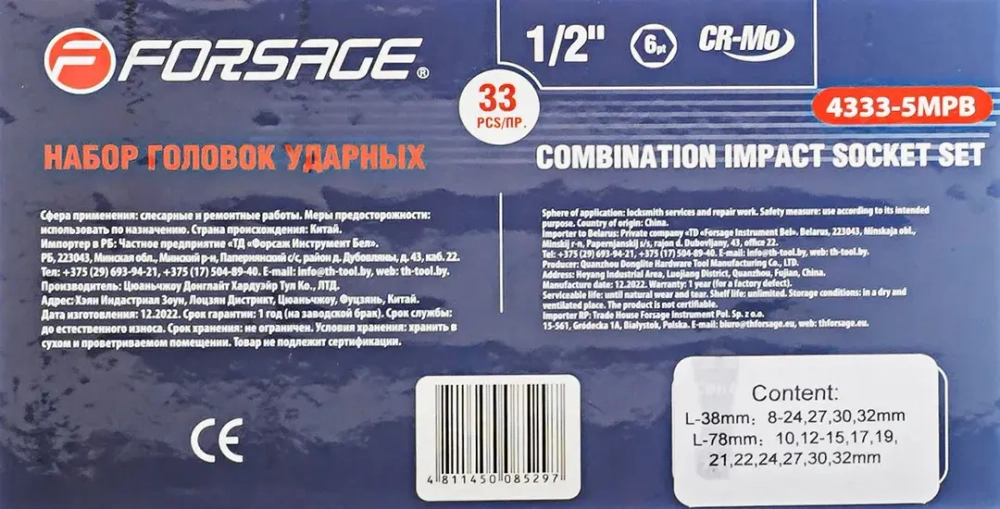 FORSAGE®
1/2" 6pt CR-Mo
33
PCS/ПР.
4333-5MPB
НАБОР ГОЛОВОК УДАРНЫХ
COMBINATION IMPACT SOCKET SET
Сфера применения: слесарные и ремонтные работы. Меры предосторожности:
использовать по назначению. Страна происхождения: Китай.
Импортер в РБ: Частное предприятие «ТД «Форсаж Инструмент Бел».
РБ, 223043, Минская обл., Минский р-н, Папернянский с/с, район д. Дубовляны, д. 43, каб. 22.
Тел: +375 (29) 693-94-21, +375 (17) 504-89-40. E-mail: info@th-tool.by, web: th-tool.by.
Производитель: Цюаньчжоу Донглайт Хардуэйр Тул Ко., ЛТД.
Адрес: Хэян Индастриал Зоун, Лоцзян Дистрикт, Цюаньчжоу, Фуцзянь, Китай.
Дата изготовления: 12.2022. Срок гарантии: 1 год (на заводской брак). Срок службы:
до естественного износа. Срок хранения: не ограничен. Условия хранения: хранить в
сухом и проветриваемом помещении. Товар не подлежит сертификации.
Sphere of application: locksmith services and repair work. Safety measure: use according to its intended
purpose. Country of origin: China.
Importer to Belarus: Private company «TD «Forsage Instrument Bel». Belarus, 223043, Minskaja obl.,
Minskij r-n, Papernjanskij s/s, rajon d. Dubovljany, 43, office 22.
Tel: +375 (29) 693-94-21, +375 (17) 504-89-40. E-mail: info@th-tool.by, web: th-tool.by.
Producer: Quanzhou Donglite Hardware Tool Manufacturing Co., LTD.
Address: Heyang Industrial Area, Luojiang District, Quanzhou, Fujian, China.
Manufacture date: 12.2022. Warranty: 1 year (for a factory defect).
Serviceable life: until natural wear and tear. Shelf life: unlimited. Storage conditions: in a dry and
ventilated place. The product is not certifiable.
Importer RP: Trade House Forsage Instrument Pol. Sp. z o.o.
15-561, Gródecka 1A, Białystok, Polska. E-mail: biuro@thforsage.eu, web: thforsage.eu.
CE
4 811450 085297
Content:
L-38mm: 8-24,27,30,32mm
L-78mm: 10,12-15,17,19,
21,22,24,27,30,32mm